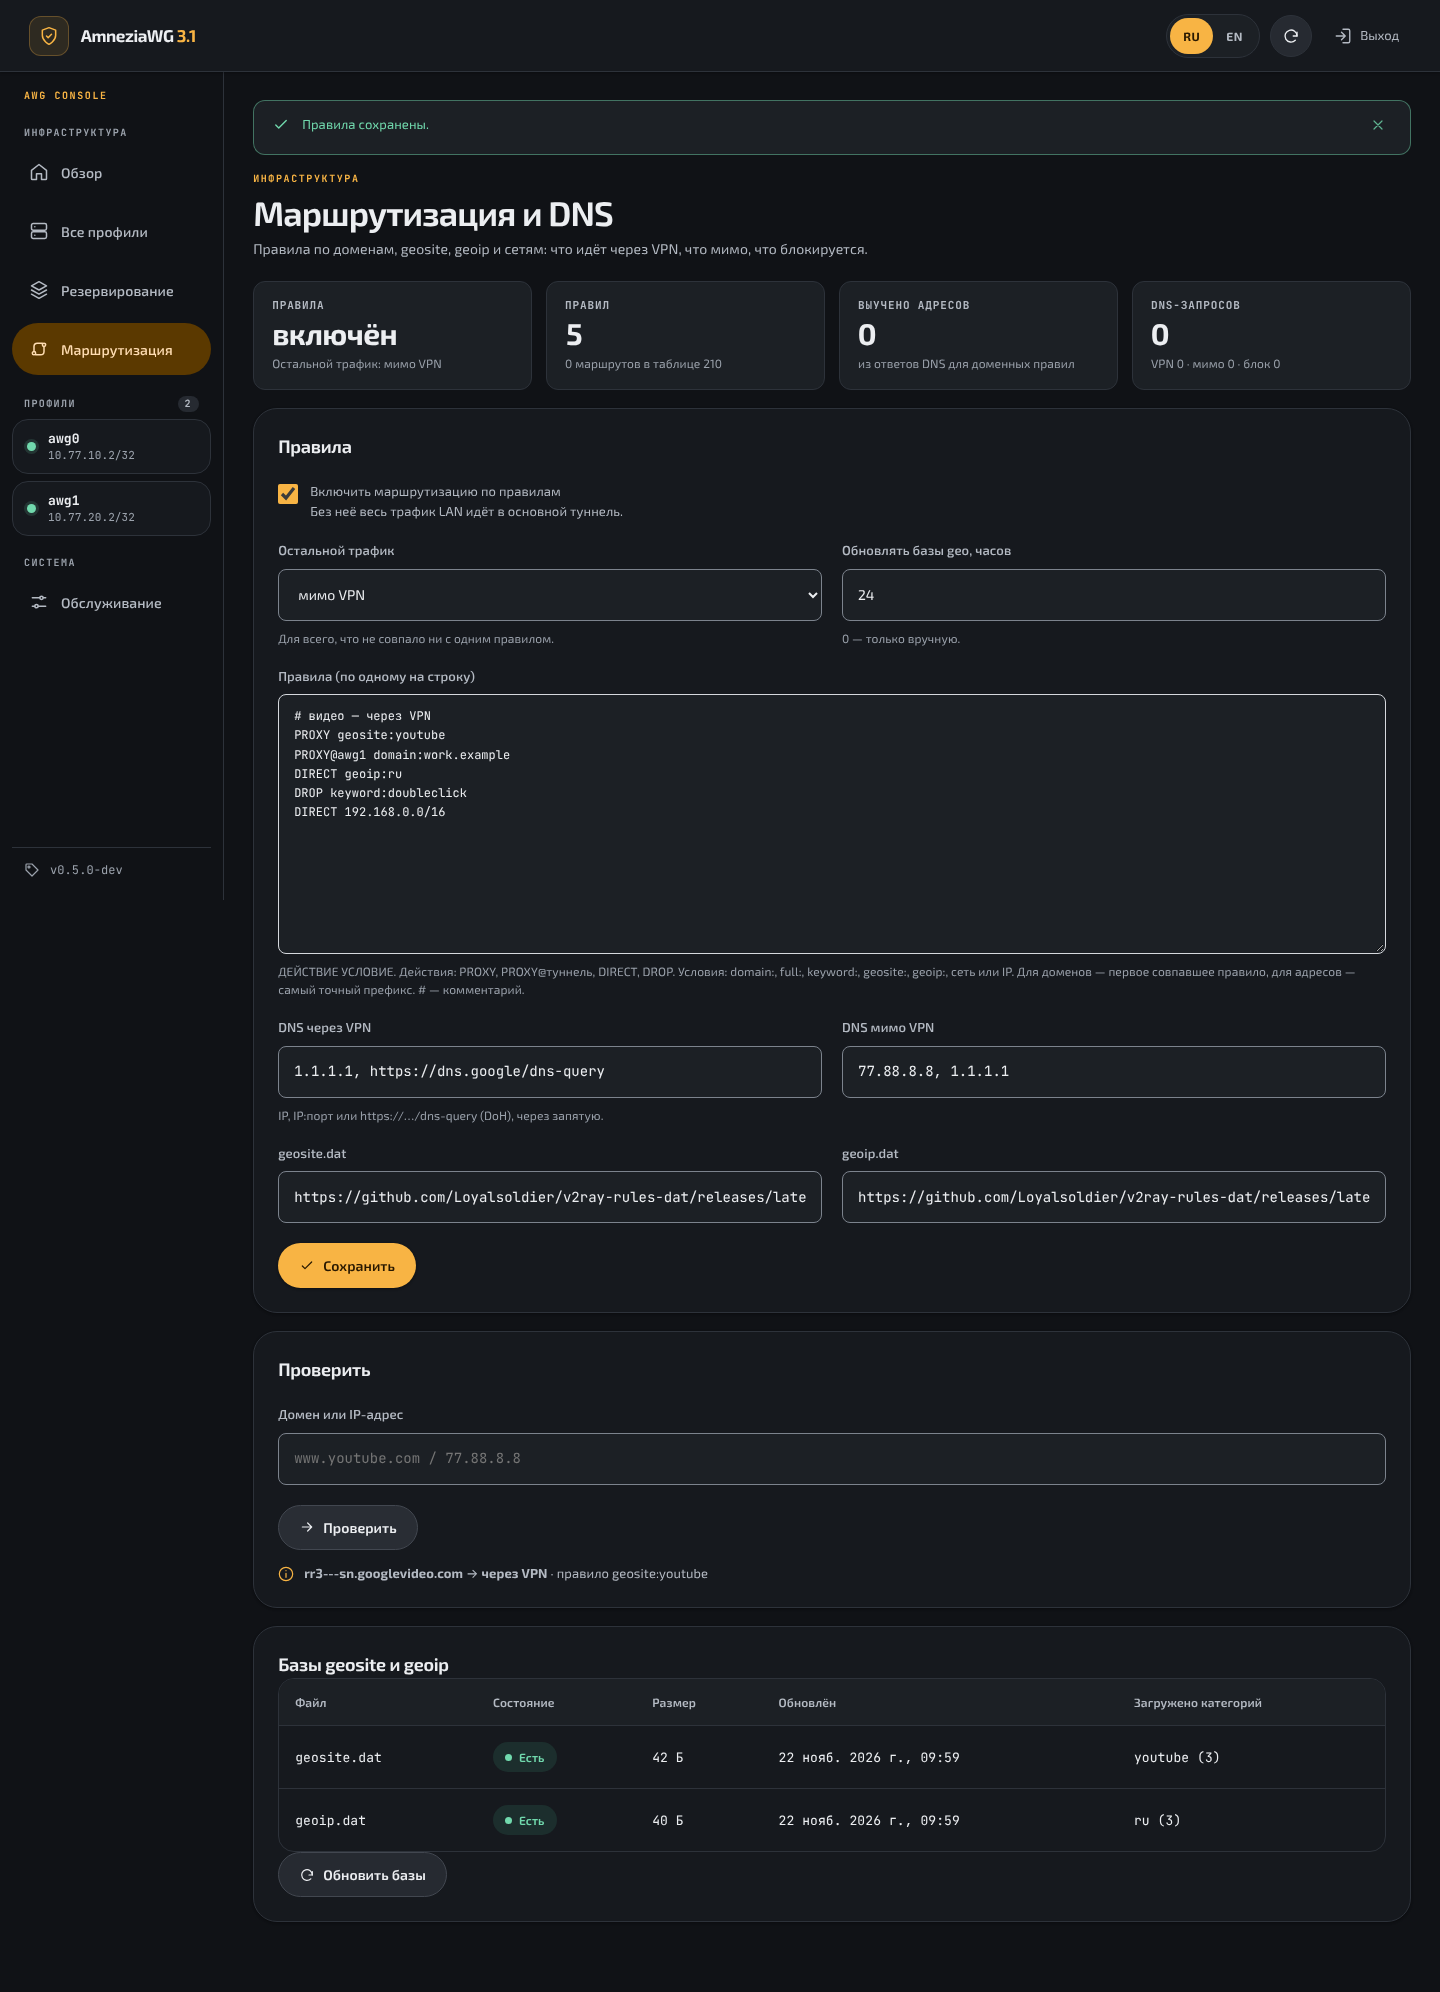 AmneziaWG 3.1
RU
EN
Выход
AWG CONSOLE
ИНФРАСТРУКТУРА
Обзор
Все профили
Резервирование
Маршрутизация
ПРОФИЛИ
2
awg0
10.77.10.2/32
awg1
10.77.20.2/32
СИСТЕМА
Обслуживание
v0.5.0-dev
Правила сохранены.
ИНФРАСТРУКТУРА
Маршрутизация и DNS
Правила по доменам, geosite, geoip и сетям: что идёт через VPN, что мимо, что блокируется.
ПРАВИЛА
включён
Остальной трафик: мимо VPN
ПРАВИЛ
5
0 маршрутов в таблице 210
ВЫУЧЕНО АДРЕСОВ
0
из ответов DNS для доменных правил
DNS-ЗАПРОСОВ
0
VPN 0 · мимо 0 · блок 0
Правила
Включить маршрутизацию по правилам
Без неё весь трафик LAN идёт в основной туннель.
Остальной трафик
мимо VPN
Для всего, что не совпало ни с одним правилом.
Обновлять базы geo, часов
24
0 — только вручную.
Правила (по одному на строку)
# видео — через VPN
PROXY geosite:youtube
PROXY@awg1 domain:work.example
DIRECT geoip:ru
DROP keyword:doubleclick
DIRECT 192.168.0.0/16
ДЕЙСТВИЕ УСЛОВИЕ. Действия: PROXY, PROXY@туннель, DIRECT, DROP. Условия: domain:, full:, keyword:, geosite:, geoip:, сеть или IP. Для доменов — первое совпавшее правило, для адресов —
самый точный префикс. # — комментарий.
DNS через VPN
1.1.1.1, https://dns.google/dns-query
IP, IP:порт или https://…/dns-query (DoH), через запятую.
DNS мимо VPN
77.88.8.8, 1.1.1.1
geosite.dat
https://github.com/Loyalsoldier/v2ray-rules-dat/releases/late
geoip.dat
https://github.com/Loyalsoldier/v2ray-rules-dat/releases/late
Сохранить
Проверить
Домен или IP-адрес
www.youtube.com / 77.88.8.8
Проверить
rr3---sn.googlevideo.com → через VPN · правило geosite:youtube
Базы geosite и geoip
Файл
Состояние
Размер
Обновлён
Загружено категорий
geosite.dat
Есть
42 Б
22 нояб. 2026 г., 09:59
youtube (3)
geoip.dat
Есть
40 Б
22 нояб. 2026 г., 09:59
ru (3)
Обновить базы